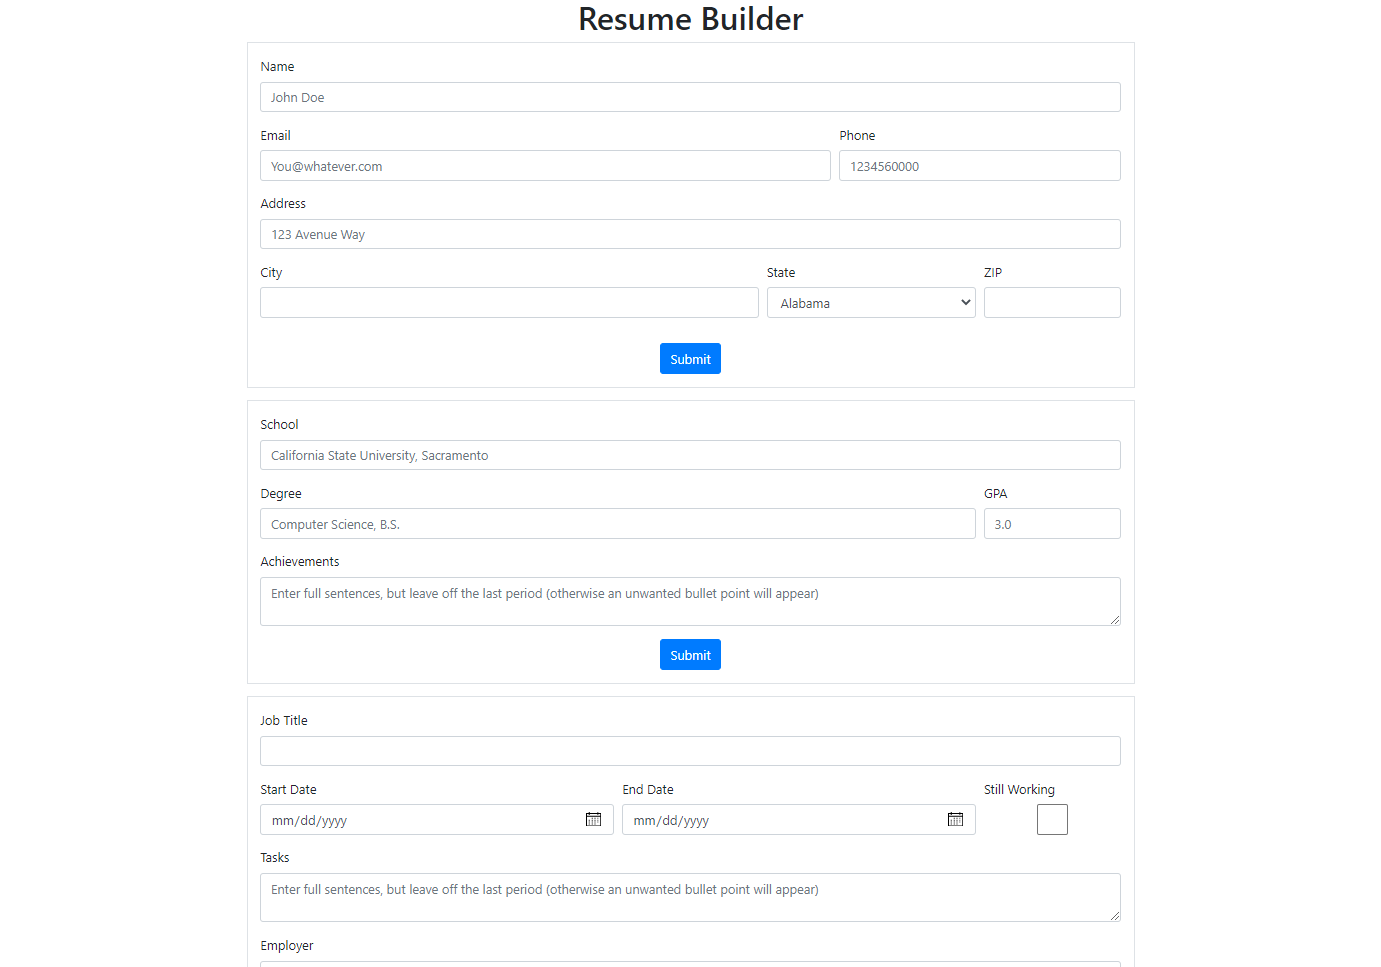 Resume Builder
Name
John Doe
Email Phone
You@whatever.com 1234560000
Address
123 Avenue Way
City State ZIP
Alabama
Submit
School
California State University, Sacramento
Degree GPA
Computer Science, B.S. 3.0
Achievements
Enter full sentences, but leave off the last period (otherwise an unwanted bullet point will appear)
Submit
Job Title
Start Date End Date Still Working
mm/dd/yyyy mm/dd/yyyy
Tasks
Enter full sentences, but leave off the last period (otherwise an unwanted bullet point will appear)
Employer